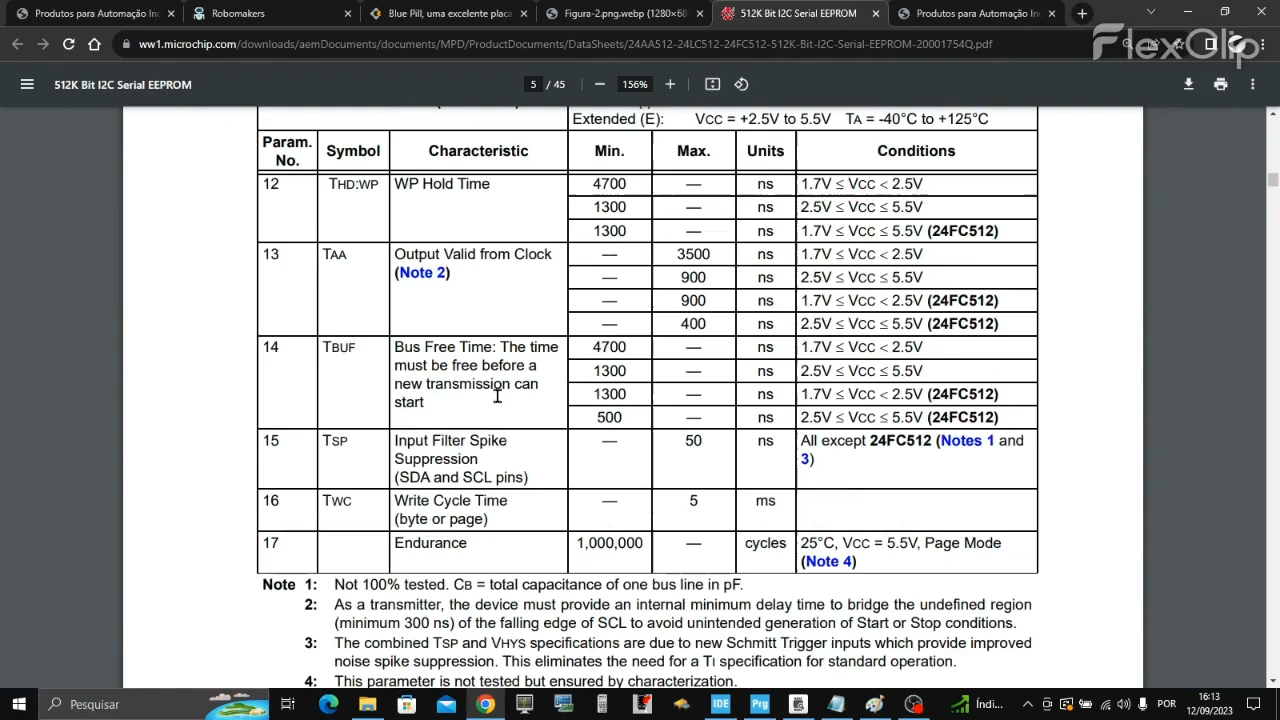 Produtos para Automação Inc
Robomakers
Blue Pill, uma excelente placa
Figura-2.png.webp (1280×68
512K Bit I2C Serial EEPROM
Produtos para Automação Inc
ww1.microchip.com/downloads/aemDocuments/documents/MPD/ProductDocuments/DataSheets/24AA512-24LC512-24FC512-512K-Bit-I2C-Serial-EEPROM-20001754Q.pdf
FlexClip
512K Bit I2C Serial EEPROM
5 / 45
156%
Extended (E): VCC = +2.5V to 5.5V TA = -40°C to +125°C
Param. No. Symbol Characteristic Min. Max. Units Conditions
12 THD:WP WP Hold Time 4700 — ns 1.7V ≤ VCC < 2.5V
1300 — ns 2.5V ≤ VCC ≤ 5.5V
1300 — ns 1.7V ≤ VCC ≤ 5.5V (24FC512)
13 TAA Output Valid from Clock — 3500 ns 1.7V ≤ VCC < 2.5V
(Note 2) — 900 ns 2.5V ≤ VCC ≤ 5.5V
— 900 ns 1.7V ≤ VCC < 2.5V (24FC512)
— 400 ns 2.5V ≤ VCC ≤ 5.5V (24FC512)
14 TBUF Bus Free Time: The time 4700 — ns 1.7V ≤ VCC < 2.5V
must be free before a 1300 — ns 2.5V ≤ VCC ≤ 5.5V
new transmission can 1300 — ns 1.7V ≤ VCC < 2.5V (24FC512)
start 500 — ns 2.5V ≤ VCC ≤ 5.5V (24FC512)
15 TSP Input Filter Spike — 50 ns All except 24FC512 (Notes 1 and
Suppression 3)
(SDA and SCL pins)
16 TWC Write Cycle Time — 5 ms
(byte or page)
17 Endurance 1,000,000 — cycles 25°C, VCC = 5.5V, Page Mode
(Note 4)
Note 1: Not 100% tested. CB = total capacitance of one bus line in pF.
2: As a transmitter, the device must provide an internal minimum delay time to bridge the undefined region
(minimum 300 ns) of the falling edge of SCL to avoid unintended generation of Start or Stop conditions.
3: The combined TSP and VHYS specifications are due to new Schmitt Trigger inputs which provide improved
noise spike suppression. This eliminates the need for a TI specification for standard operation.
4: This parameter is not tested but ensured by characterization.
Pesquisar
IDE
Prg
Índi...
POR
16:13
12/09/2023